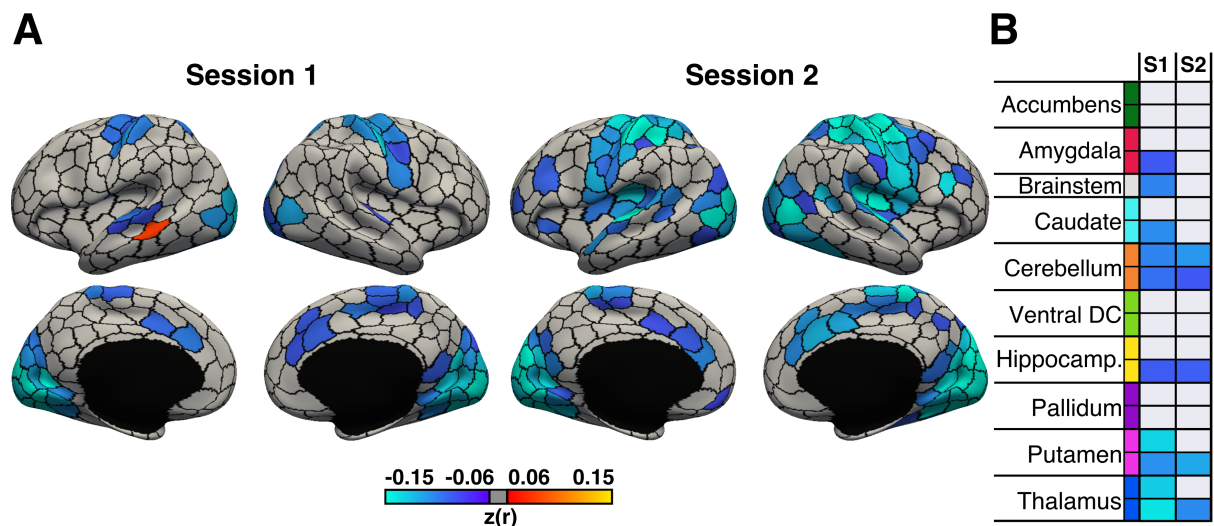 A
Session 1
Session 2
-0.15 -0.06 0.06 0.15
z(r)
B
S1 S2
Accumbens
Amygdala
Brainstem
Caudate
Cerebellum
Ventral DC
Hippocamp.
Pallidum
Putamen
Thalamus